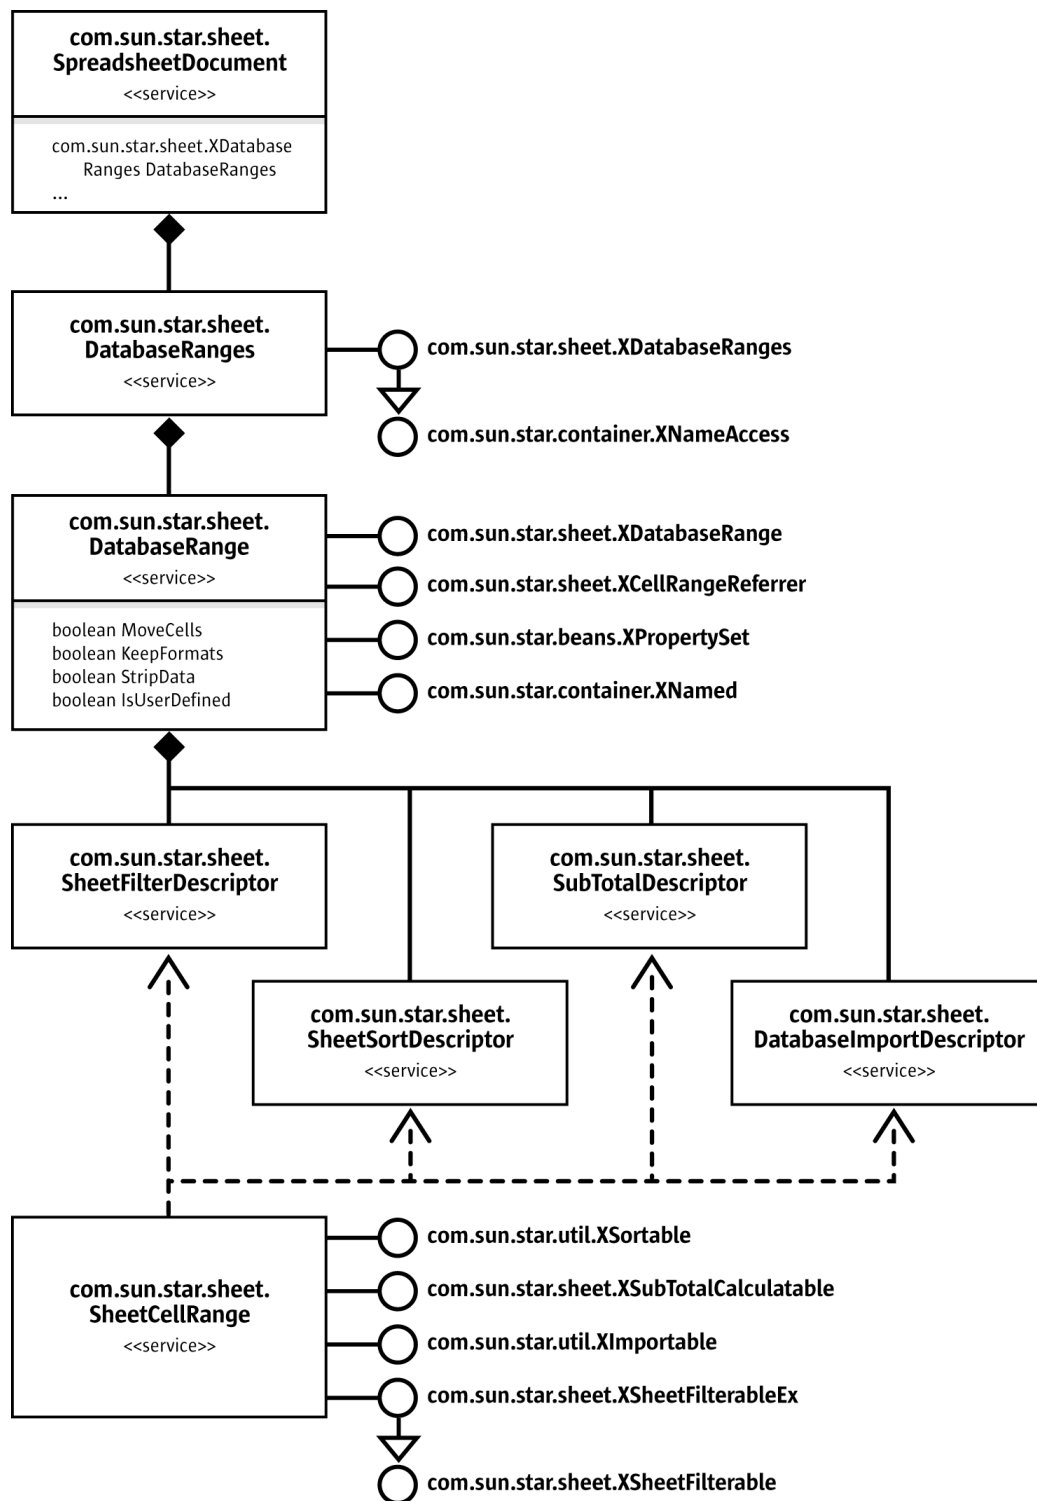 com.sun.star.sheet.
SpreadsheetDocument
<<service>>
com.sun.star.sheet.XDatabase
Ranges DatabaseRanges
...
com.sun.star.sheet.
DatabaseRanges
<<service>>
com.sun.star.sheet.XDatabaseRanges
com.sun.star.container.XNameAccess
com.sun.star.sheet.
DatabaseRange
<<service>>
boolean MoveCells
boolean KeepFormats
boolean StripData
boolean IsUserDefined
com.sun.star.sheet.XDatabaseRange
com.sun.star.sheet.XCellRangeReferrer
com.sun.star.beans.XPropertySet
com.sun.star.container.XNamed
com.sun.star.sheet.
SheetFilterDescriptor
<<service>>
com.sun.star.sheet.
SubTotalDescriptor
<<service>>
com.sun.star.sheet.
SheetSortDescriptor
<<service>>
com.sun.star.sheet.
DatabaseImportDescriptor
<<service>>
com.sun.star.sheet.
SheetCellRange
<<service>>
com.sun.star.util.XSortable
com.sun.star.sheet.XSubTotalCalculatable
com.sun.star.util.XImportable
com.sun.star.sheet.XSheetFilterableEx
com.sun.star.sheet.XSheetFilterable